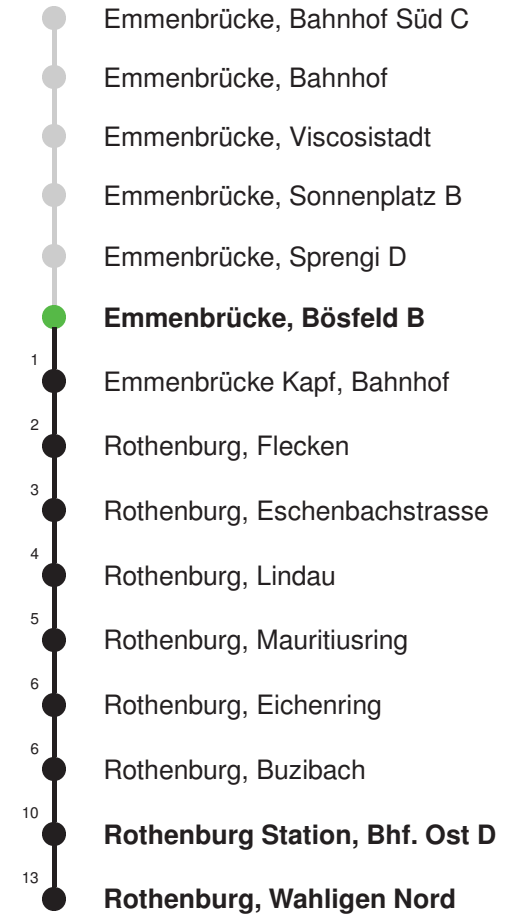 Emmenbrücke, Bahnhof Süd C
Emmenbrücke, Bahnhof
Emmenbrücke, Viscosistadt
Emmenbrücke, Sonnenplatz B
Emmenbrücke, Sprengi D
Emmenbrücke, Bösfeld B
1 Emmenbrücke Kapf, Bahnhof
2 Rothenburg, Flecken
3 Rothenburg, Eschenbachstrasse
4 Rothenburg, Lindau
5 Rothenburg, Mauritiusring
6 Rothenburg, Eichenring
6 Rothenburg, Buzibach
10 Rothenburg Station, Bhf. Ost D
13 Rothenburg, Wahligen Nord